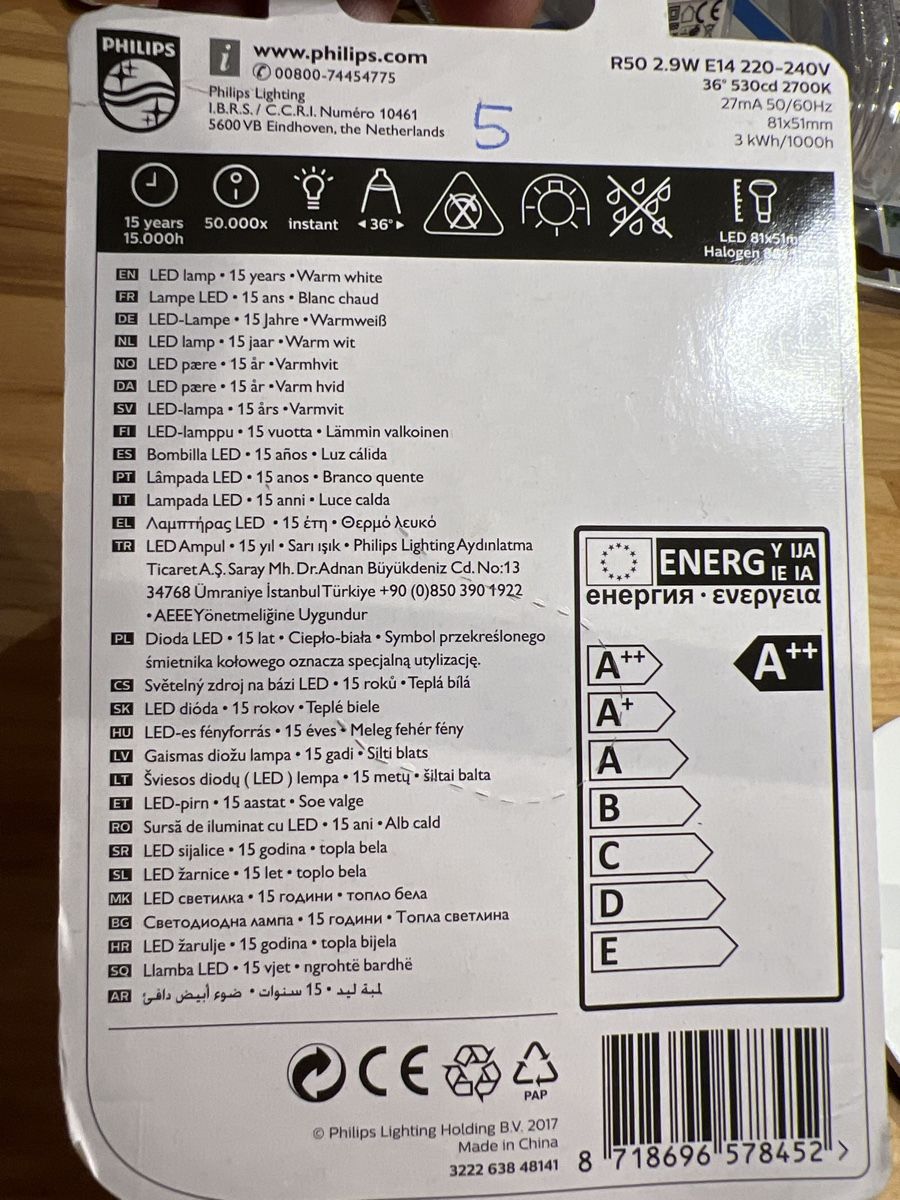 PHILIPS
i www.philips.com
✆ 00800-74454775
Philips Lighting
I.B.R.S. / C.C.R.I. Numéro 10461
5600 VB Eindhoven, the Netherlands
5
R50 2.9W E14 220-240V
36° 530cd 2700K
27mA 50/60Hz
81x51mm
3 kWh/1000h
15 years
15.000h
50.000x
instant
◄36°►
LED 81x51m
Halogen
EN LED lamp • 15 years • Warm white
FR Lampe LED • 15 ans • Blanc chaud
DE LED-Lampe • 15 Jahre • Warmweiß
NL LED lamp • 15 jaar • Warm wit
NO LED pære • 15 år • Varmhvit
DA LED pære • 15 år • Varm hvid
SV LED-lampa • 15 års • Varmvit
FI LED-lamppu • 15 vuotta • Lämmin valkoinen
ES Bombilla LED • 15 años • Luz cálida
PT Lâmpada LED • 15 anos • Branco quente
IT Lampada LED • 15 anni • Luce calda
EL Λαμπτήρας LED • 15 έτη • Θερμό λευκό
TR LED Ampul • 15 yıl • Sarı ışık • Philips Lighting Aydınlatma
Ticaret A.Ş. Saray Mh. Dr. Adnan Büyükdeniz Cd. No:13
34768 Ümraniye İstanbul Türkiye +90 (0)850 390 1922
• AEEE Yönetmeliğine Uygundur
PL Dioda LED • 15 lat • Ciepło-biała • Symbol przekreślonego
śmietnika kołowego oznacza specjalną utylizację.
CS Světelný zdroj na bázi LED • 15 roků • Teplá bílá
SK LED dióda • 15 rokov • Teplé biele
HU LED-es fényforrás • 15 éves • Meleg fehér fény
LV Gaismas diožu lampa • 15 gadi • Silti blats
LT Šviesos diodų ( LED ) lempa • 15 metų • šiltai balta
ET LED-pirn • 15 aastat • Soe valge
RO Sursă de iluminat cu LED • 15 ani • Alb cald
SR LED sijalice • 15 godina • topla bela
SL LED žarnice • 15 let • toplo bela
MK LED светилка • 15 години • топло бела
BG Светодиодна лампа • 15 години • Топла светлина
HR LED žarulje • 15 godina • topla bijela
SQ Llamba LED • 15 vjet • ngrohtë bardhë
AR لمبة ليد • 15 سنوات • ضوء أبيض دافئ
ENERG Y IJA
IE IA
енергия · ενεργεια
A++
A++
A+
A
B
C
D
E
CE
PAP
© Philips Lighting Holding B.V. 2017
Made in China
3222 638 48141
8 718696 578452 >